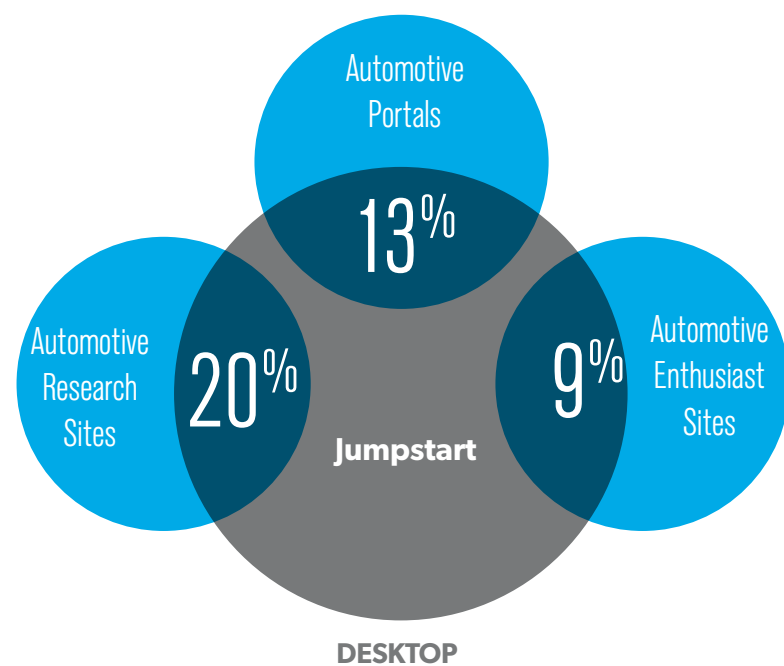 Automotive
Portals
13%
Automotive
Research
Sites
20%
9%
Automotive
Enthusiast
Sites
Jumpstart
DESKTOP